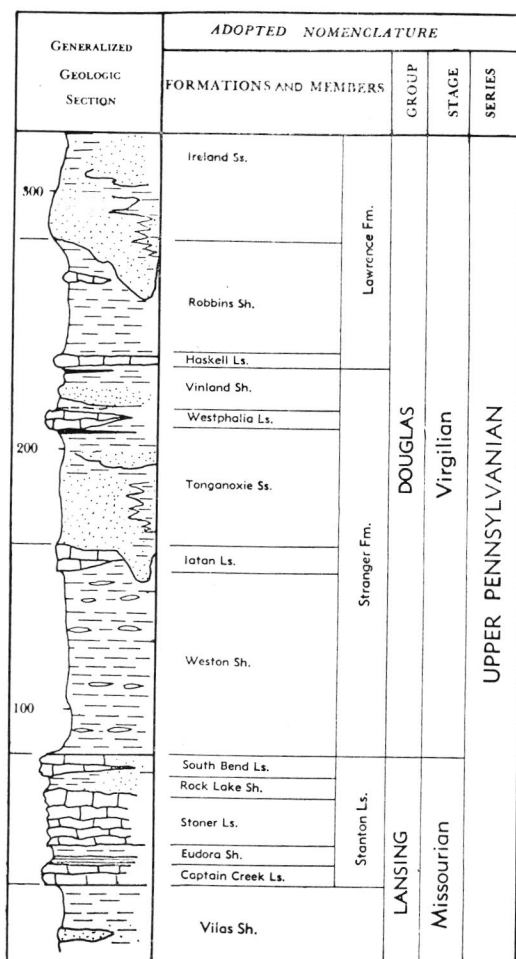 ADOPTED NOMENCLATURE
GENERALIZED
GEOLOGIC
SECTION
FORMATIONS AND MEMBERS
GROUP
STAGE
SERIES
300
Ireland Ss.
Robbins Sh.
Haskell Ls.
Lawrence Fm.
Vinland Sh.
Westphalia Ls.
200
Tonganoxie Ss.
Iatan Ls.
Weston Sh.
100
Stranger Fm.
DOUGLAS
Virgilian
UPPER PENNSYLVANIAN
South Bend Ls.
Rock Lake Sh.
Stoner Ls.
Eudora Sh.
Captain Creek Ls.
Stanton Ls.
Vilas Sh.
LANSING
Missourian